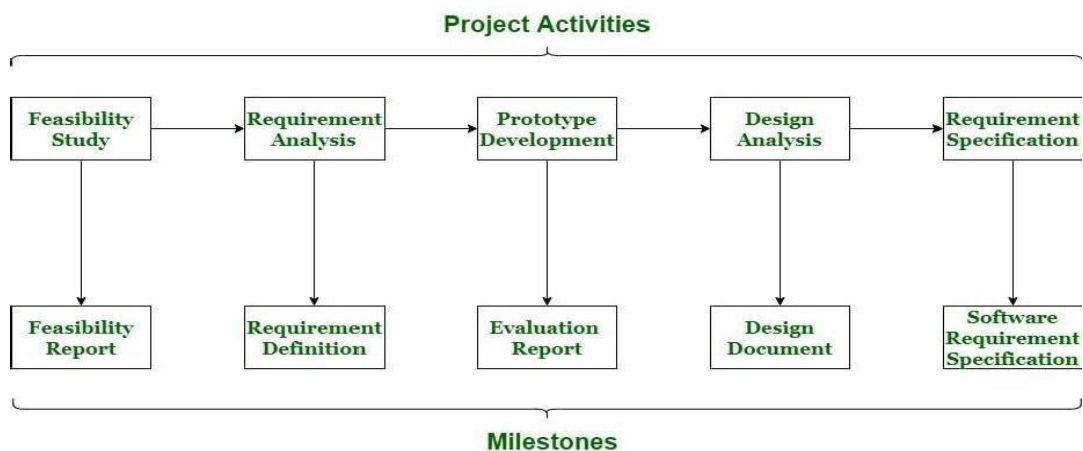 Project Activities
Feasibility
Study
Requirement
Analysis
Prototype
Development
Design
Analysis
Requirement
Specification
Feasibility
Report
Requirement
Definition
Evaluation
Report
Design
Document
Software
Requirement
Specification
Milestones